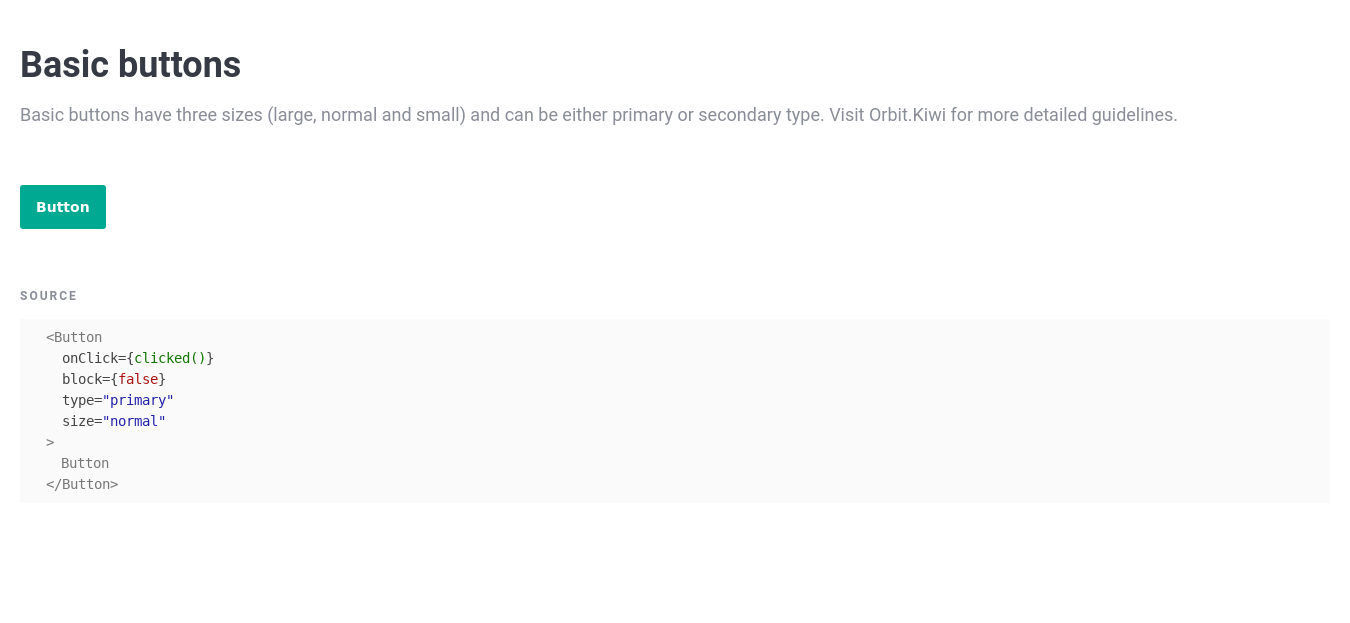 Basic buttons
Basic buttons have three sizes (large, normal and small) and can be either primary or secondary type. Visit Orbit.Kiwi for more detailed guidelines.
Button
SOURCE
<Button
onClick={clicked()}
block={false}
type="primary"
size="normal"
>
Button
</Button>